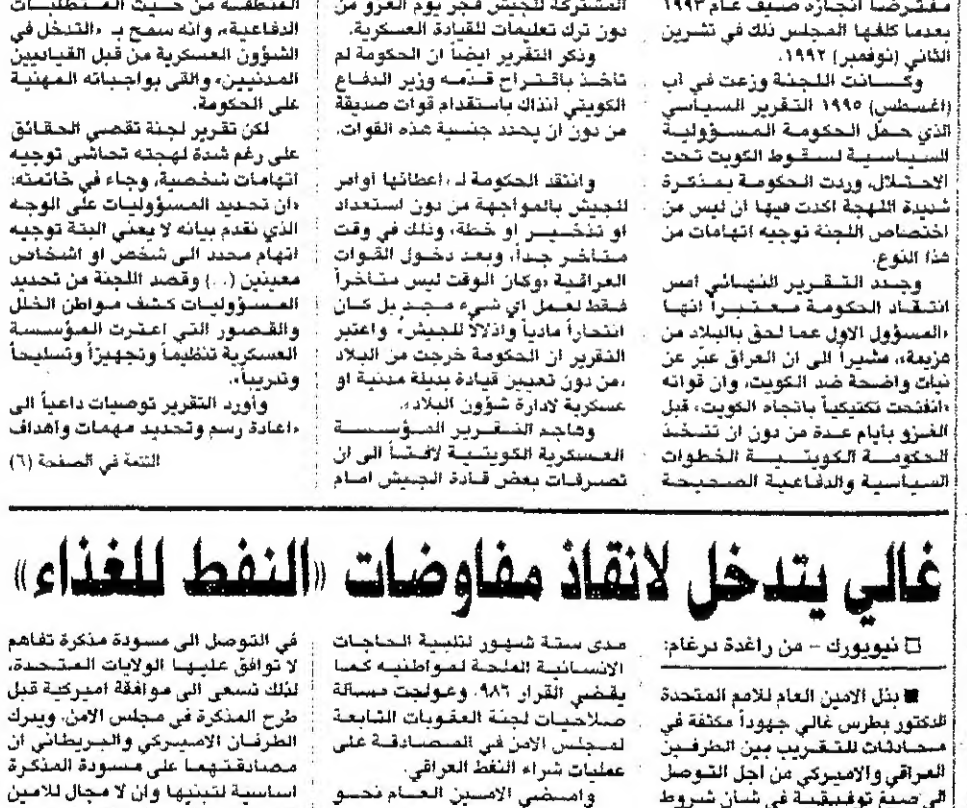 مفترضاً انجازه صيف عام ١٩٩٣
بعدما كلفها المجلس ذلك في تشرين
الثاني (نوفمبر) ١٩٩٢.
وكـــانت اللجنة وزعت في آب
(اغسطس) ١٩٩٥ التقرير السياسي
الذي حمّل الحكومة المسؤولية
السياسية لسقوط الكويت تحت
الاحتلال، وردت الحكومة بمذكرة
شديدة اللهجة اكدت فيها ان ليس من
اختصاص اللجنة توجيه اتهامات من
هذا النوع.
وجدد التقرير النهائي امس
انتقاد الحكومة معتبراً انها
«المسؤول الاول عما لحق بالبلاد من
هزيمة»، مشيراً الى ان العراق عبّر عن
نيات واضحة ضد الكويت، وان قواته
«انفتحت تكتيكياً باتجاه الكويت، قبل
الغزو بأيام عدة من دون ان تتخذ
الحكومة الكويتية الخطوات
السياسية والدفاعية الصحيحة
المشتركة للجيش فجر يوم الغزو من
دون ترك تعليمات للقيادة العسكرية.
وذكر التقرير ايضاً ان الحكومة لم
تأخذ باقتراح قدمه وزير الدفاع
الكويتي آنذاك باستقدام قوات صديقة
من دون ان يحدد جنسية هذه القوات.
وانتقد الحكومة لـ «اعطائها اوامر
للجيش بالمواجهة من دون استعداد
او تحضير او خطة، وذلك في وقت
متأخر جداً، وبعد دخول القوات
العراقية «وكان الوقت ليس متأخراً
فقط لعمل اي شيء مجد بل كان
انتحاراً مادياً واذلالاً للجيش» واعتبر
التقرير ان الحكومة خرجت من البلاد
«من دون تعيين قيادة بديلة مدنية او
عسكرية لادارة شؤون البلاد».
وهاجم التقرير المؤسسة
العسكرية الكويتية لافتاً الى ان
تصرفات بعض قادة الجيش امام
المنطقة من حيث المتطلبات
الدفاعية»، وانه سمح بـ «التدخل في
الشؤون العسكرية من قبل القياديين
المدنيين، والقى بواجباته المهنية
على الحكومة.
لكن تقرير لجنة تقصي الحقائق
على رغم شدة لهجته تحاشى توجيه
اتهامات شخصية، وجاء في خاتمته:
«ان تحديد المسؤوليات على الوجه
الذي تقدم بيانه لا يعني البتة توجيه
اتهام محدد الى شخص او اشخاص
معينين (..) وقصد اللجنة من تحديد
المسؤوليات كشف مواطن الخلل
والقصور التي اعترت المؤسسة
العسكرية تنظيماً وتجهيزاً وتسليحاً
وتدريباً».
وأورد التقرير توصيات داعياً الى
«اعادة رسم وتحديد مهمات واهداف
التتمة في الصفحة (٦)
غالي يتدخل لانقاذ مفاوضات «النفط للغذاء»
□ نيويورك - من راغدة درغام:
■ بذل الامين العام للامم المتحدة
الدكتور بطرس غالي جهوداً مكثفة في
محادثات للتقريب بين الطرفين
العراقي والاميركي من اجل التوصل
الى صيغ توفيقية في شأن شروط
مدى ستة شهور لتلبية الحاجات
الانسانية الملحة لمواطنيه كما
يقضي القرار ٩٨٦. وعولجت مسألة
صلاحيات لجنة العقوبات التابعة
لمجلس الامن في المصادقة على
عمليات شراء النفط العراقي.
وامضى الامين العام نحو
في التوصل الى مسودة مذكرة تفاهم
لا توافق عليها الولايات المتحدة،
لذلك تسعى الى موافقة اميركية قبل
طرح المذكرة في مجلس الامن. ويدرك
الطرفان الاميركي والبريطاني ان
مصادقتهما على مسودة المذكرة
اساسية لتبنيها وان لا مجال للامين